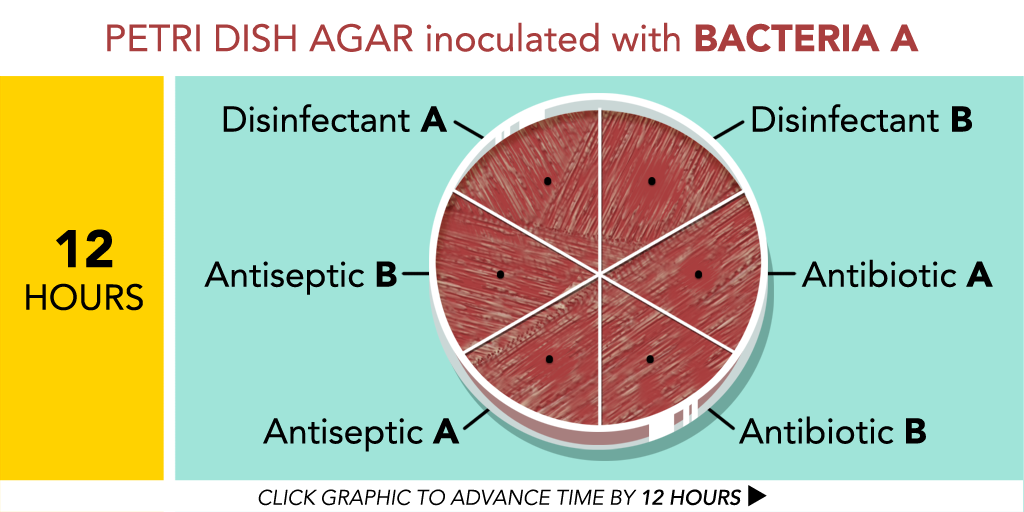 PETRI DISH AGAR inoculated with BACTERIA A
Disinfectant A
Disinfectant B
12
HOURS
Antiseptic B
Antibiotic A
Antiseptic A
Antibiotic B
CLICK GRAPHIC TO ADVANCE TIME BY 12 HOURS ▶